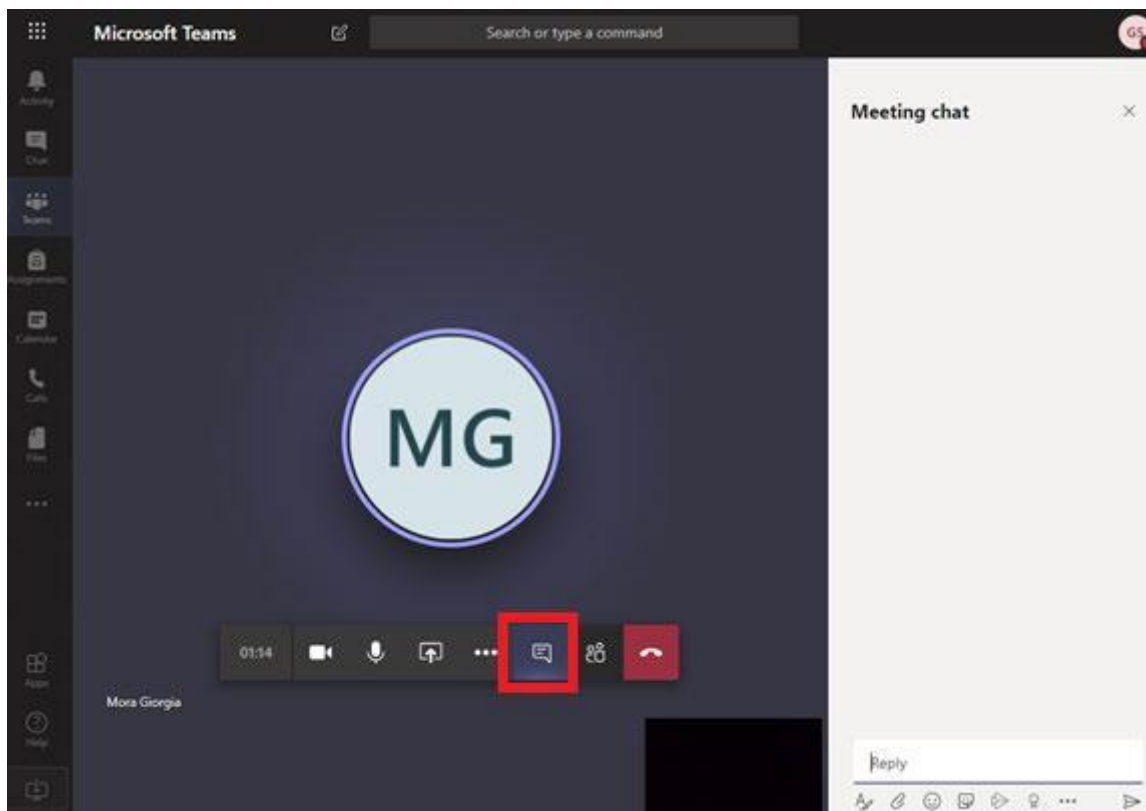 Microsoft Teams
Search or type a command
GS
Activity
Chat
Teams
Assignments
Calendar
Calls
Files
Apps
Help
Meeting chat
MG
01:14
Mora Giorgia
Reply